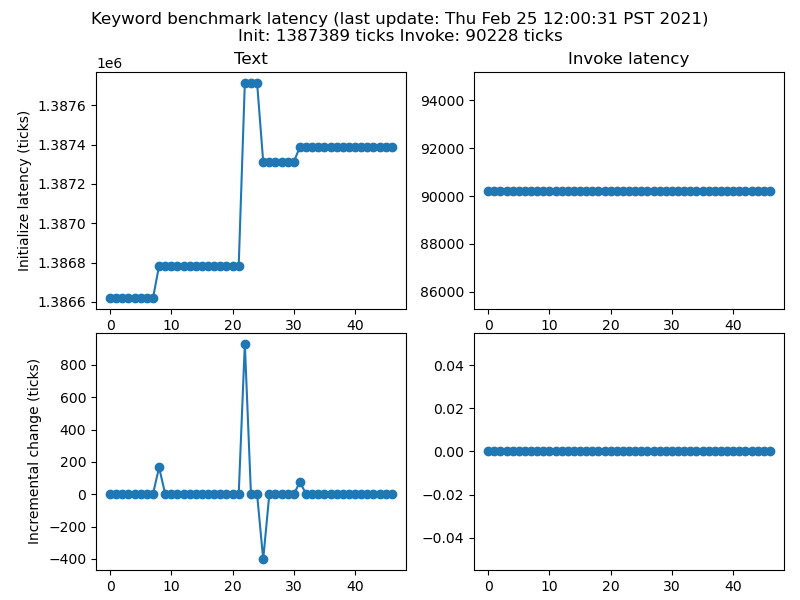 Keyword benchmark latency (last update: Thu Feb 25 12:00:31 PST 2021)
Init: 1387389 ticks Invoke: 90228 ticks
Text
1e6
Initialize latency (ticks)
1.3876
1.3874
1.3872
1.3870
1.3868
1.3866
0 10 20 30 40
Invoke latency
94000
92000
90000
88000
86000
0 10 20 30 40
Incremental change (ticks)
800
600
400
200
0
−200
−400
0 10 20 30 40
0.04
0.02
0.00
−0.02
−0.04
0 10 20 30 40